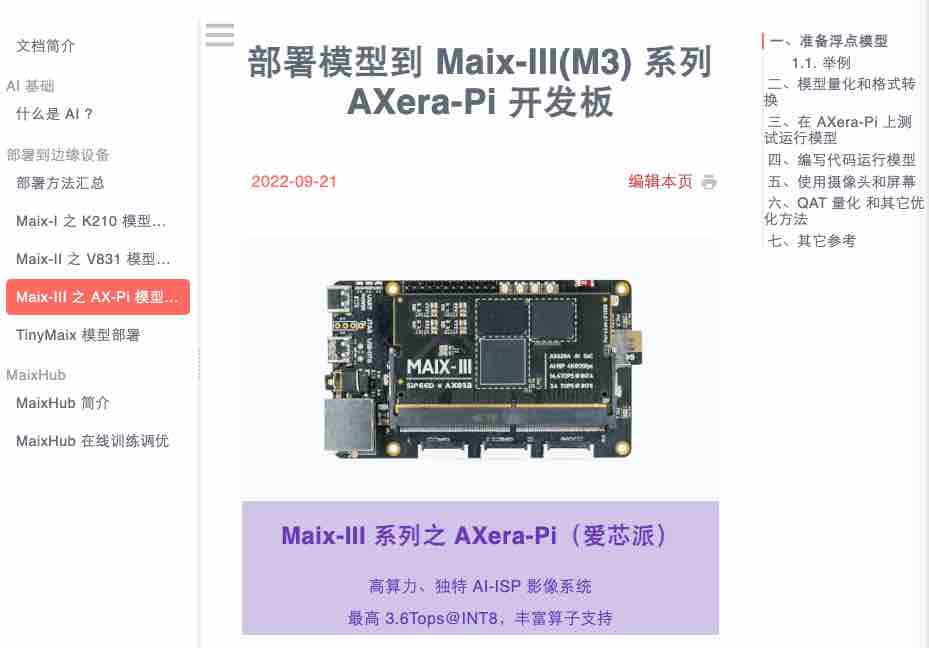 文档简介
AI 基础
什么是 AI ?
部署到边缘设备
部署方法汇总
Maix-I 之 K210 模型...
Maix-II 之 V831 模型...
Maix-III 之 AX-Pi 模型...
TinyMaix 模型部署
MaixHub
MaixHub 简介
MaixHub 在线训练调优
部署模型到 Maix-III(M3) 系列
AXera-Pi 开发板
2022-09-21
编辑本页
MAIX-III
Maix-III 系列之 AXera-Pi（爱芯派）
高算力、独特 AI-ISP 影像系统
最高 3.6Tops@INT8，丰富算子支持
一、准备浮点模型
1.1. 举例
二、模型量化和格式转
换
三、在 AXera-Pi 上测
试运行模型
四、编写代码运行模型
五、使用摄像头和屏幕
六、QAT 量化 和其它优
化方法
七、其它参考